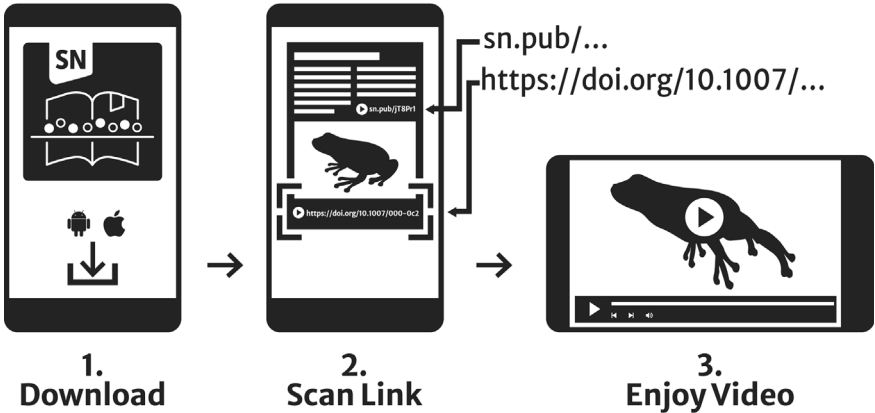 SN
sn.pub/jT8Pr1
https://doi.org/10.1007/000-0c2
sn.pub/...
https://doi.org/10.1007/...
1.
Download
2.
Scan Link
3.
Enjoy Video